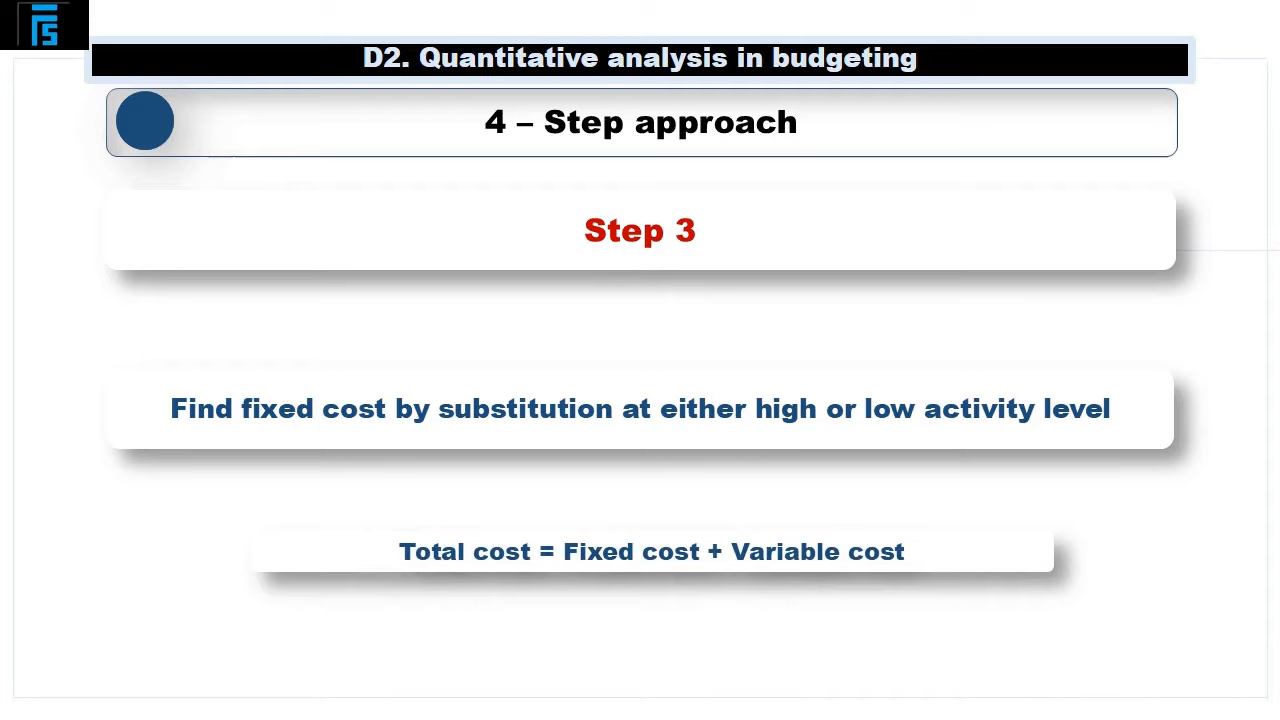 D2. Quantitative analysis in budgeting
4 – Step approach
Step 3
Find fixed cost by substitution at either high or low activity level
Total cost = Fixed cost + Variable cost